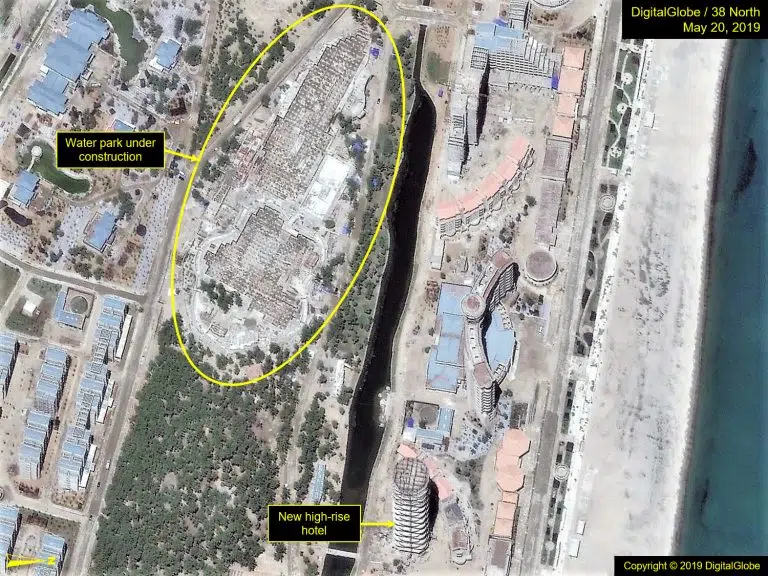 DigitalGlobe / 38 North
May 20, 2019
Water park under
construction
New high-rise
hotel
N
Copyright © 2019 DigitalGlobe